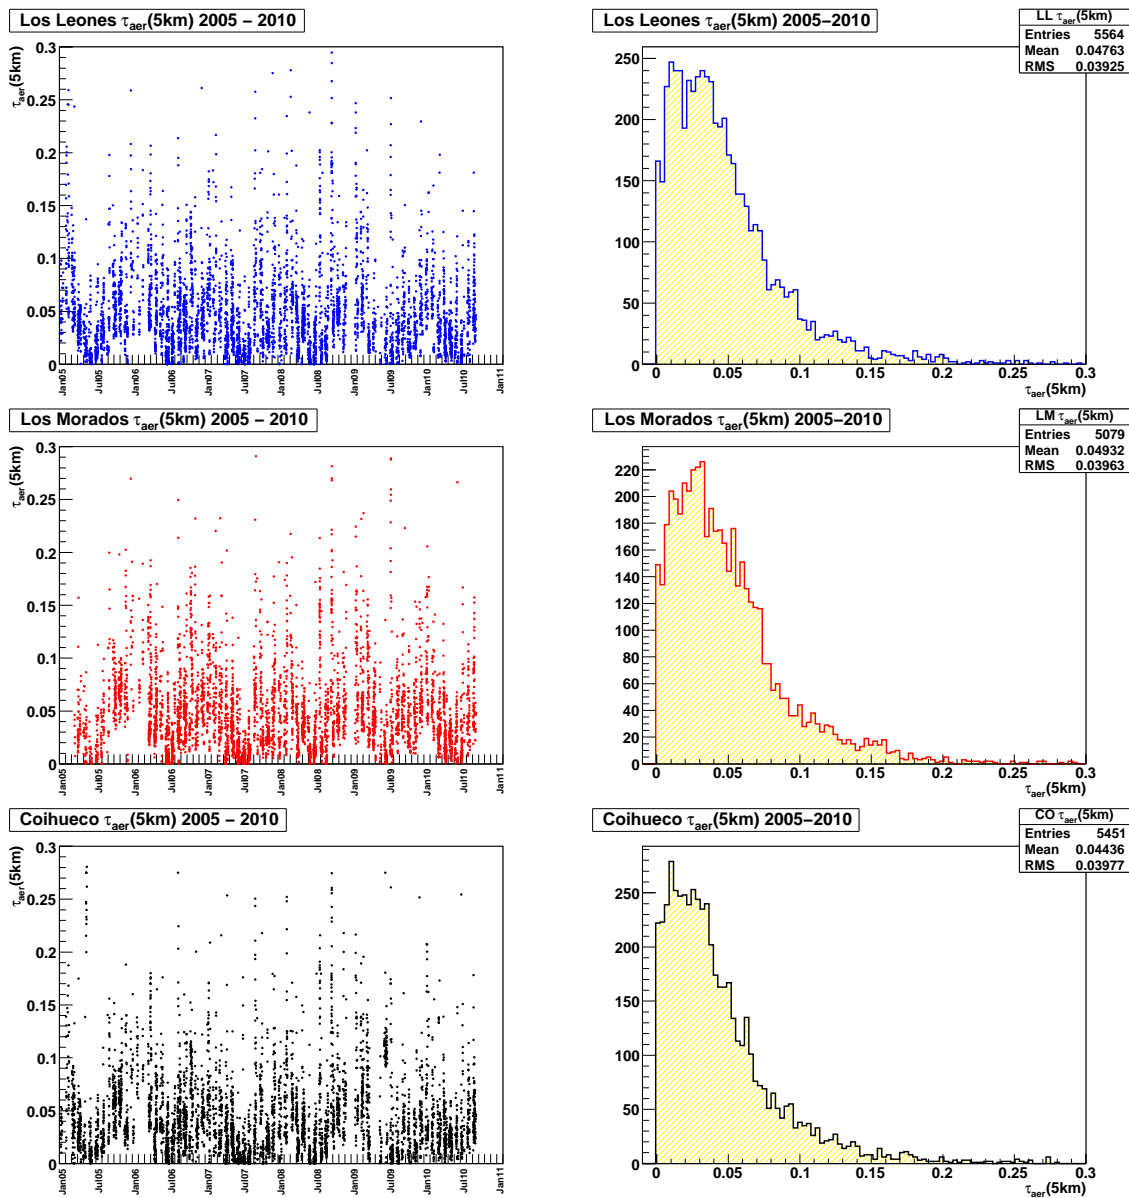 Los Leones τaer(5km) 2005 – 2010
τaer(5km)
0.3
0.25
0.2
0.15
0.1
0.05
0
Jan05 Jul05 Jan06 Jul06 Jan07 Jul07 Jan08 Jul08 Jan09 Jul09 Jan10 Jul10 Jan11
Los Leones τaer(5km) 2005–2010
LL τaer(5km)
Entries 5564
Mean 0.04763
RMS 0.03925
250
200
150
100
50
0
0 0.05 0.1 0.15 0.2 0.25 0.3
τaer(5km)
Los Morados τaer(5km) 2005 – 2010
τaer(5km)
0.3
0.25
0.2
0.15
0.1
0.05
0
Jan05 Jul05 Jan06 Jul06 Jan07 Jul07 Jan08 Jul08 Jan09 Jul09 Jan10 Jul10 Jan11
Los Morados τaer(5km) 2005–2010
LM τaer(5km)
Entries 5079
Mean 0.04932
RMS 0.03963
220
200
180
160
140
120
100
80
60
40
20
0
0 0.05 0.1 0.15 0.2 0.25 0.3
τaer(5km)
Coihueco τaer(5km) 2005 – 2010
τaer(5km)
0.3
0.25
0.2
0.15
0.1
0.05
0
Jan05 Jul05 Jan06 Jul06 Jan07 Jul07 Jan08 Jul08 Jan09 Jul09 Jan10 Jul10 Jan11
Coihueco τaer(5km) 2005–2010
CO τaer(5km)
Entries 5451
Mean 0.04436
RMS 0.03977
250
200
150
100
50
0
0 0.05 0.1 0.15 0.2 0.25 0.3
τaer(5km)